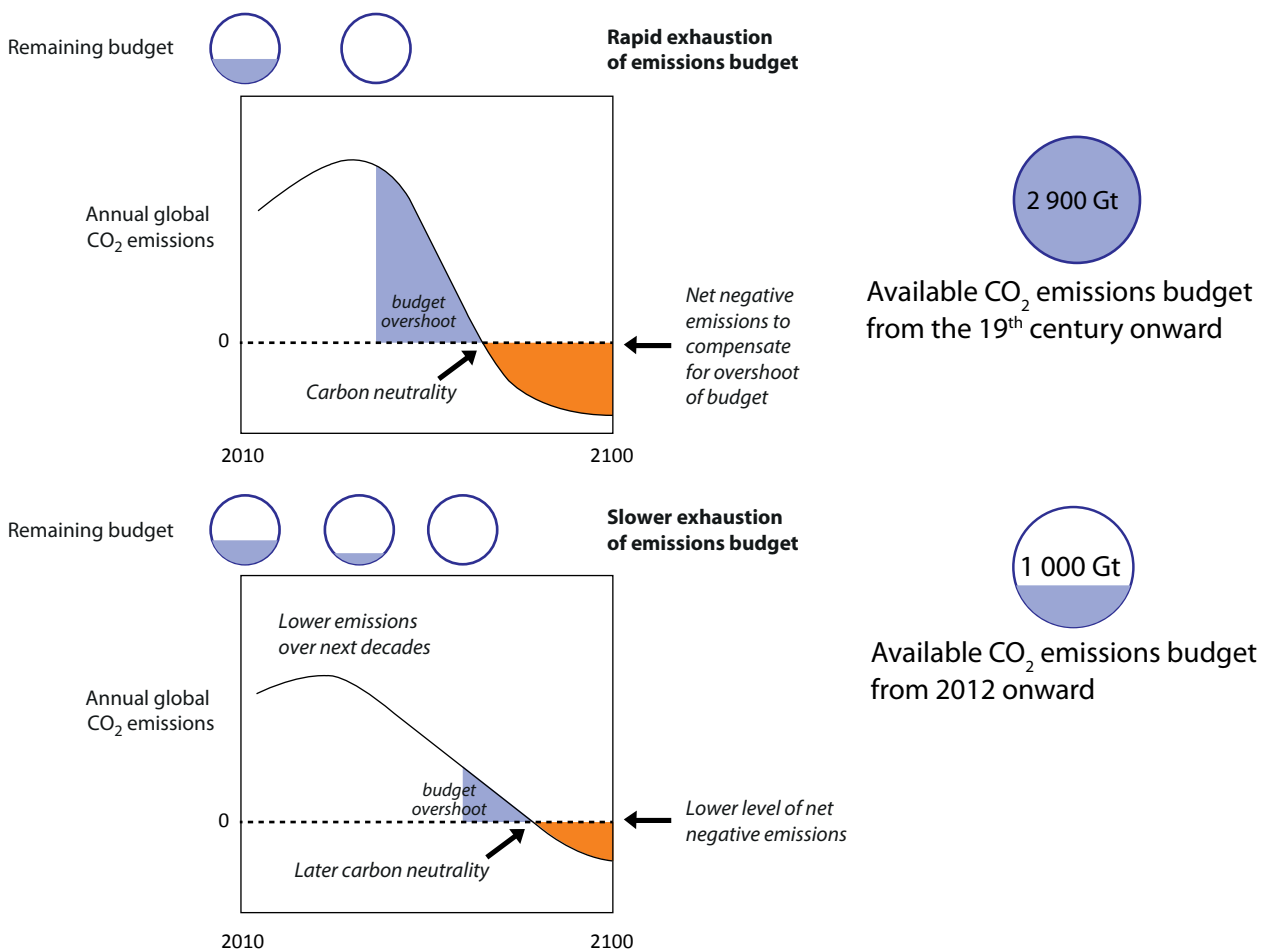 Remaining budget
Rapid exhaustion
of emissions budget
Annual global
CO₂ emissions
0
budget
overshoot
Carbon neutrality
Net negative
emissions to
compensate
for overshoot
of budget
2010
2100
2 900 Gt
Available CO₂ emissions budget
from the 19ᵗʰ century onward
Remaining budget
Slower exhaustion
of emissions budget
Lower emissions
over next decades
Annual global
CO₂ emissions
0
budget
overshoot
Later carbon neutrality
Lower level of net
negative emissions
2010
2100
1 000 Gt
Available CO₂ emissions budget
from 2012 onward